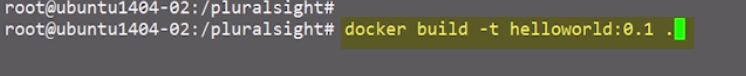 root@ubuntu1404-02:/pluralsight#
root@ubuntu1404-02:/pluralsight# docker build -t helloworld:0.1 .